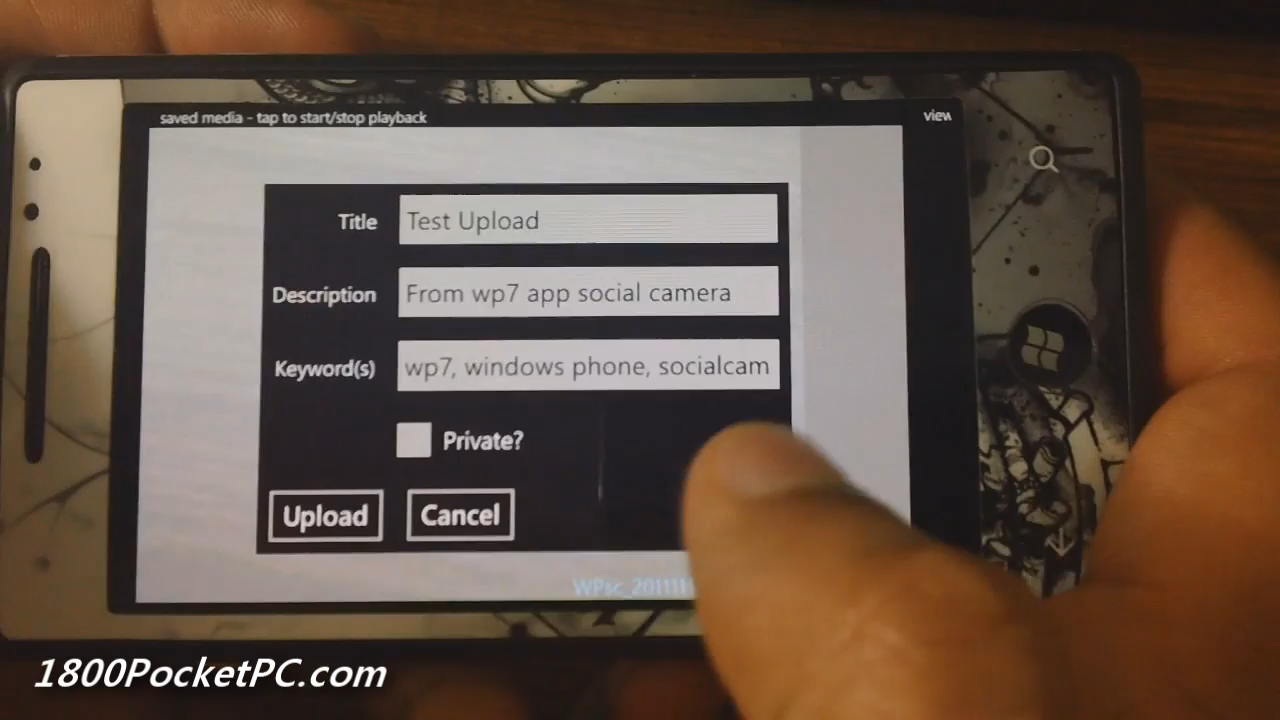 saved media - tap to start/stop playback
view
Title
Test Upload
Description
From wp7 app social camera
Keyword(s)
wp7, windows phone, socialcam
Private?
Upload
Cancel
1800PocketPC.com